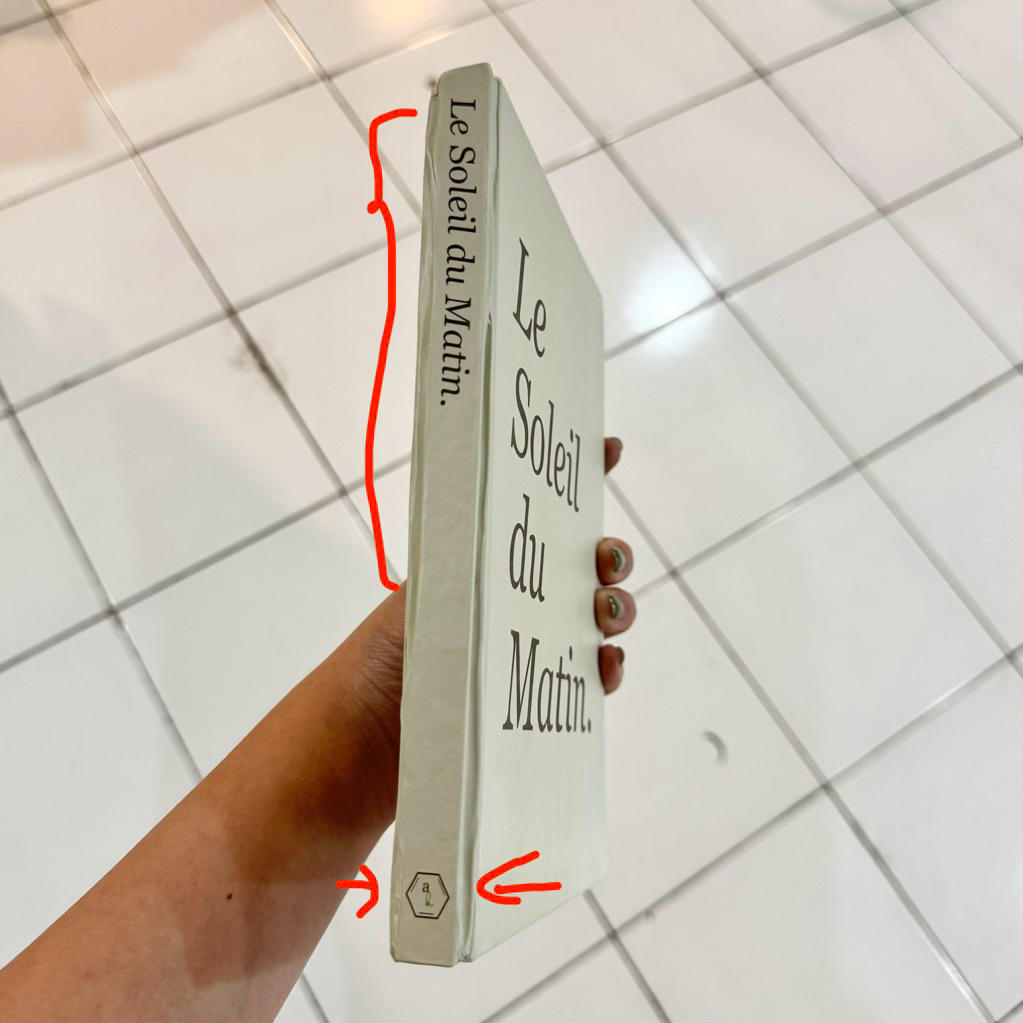 Le Soleil du Matin.
Le
Soleil
du
Matin.